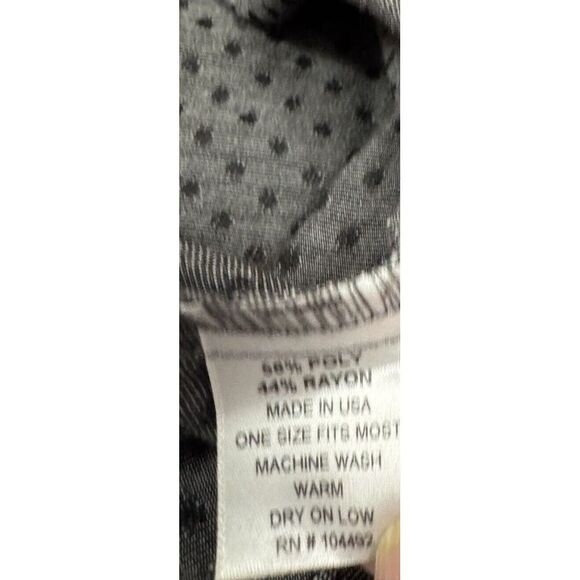 56% POLY
44% RAYON
MADE IN USA
ONE SIZE FITS MOST
MACHINE WASH
WARM
DRY ON LOW
RN # 104492